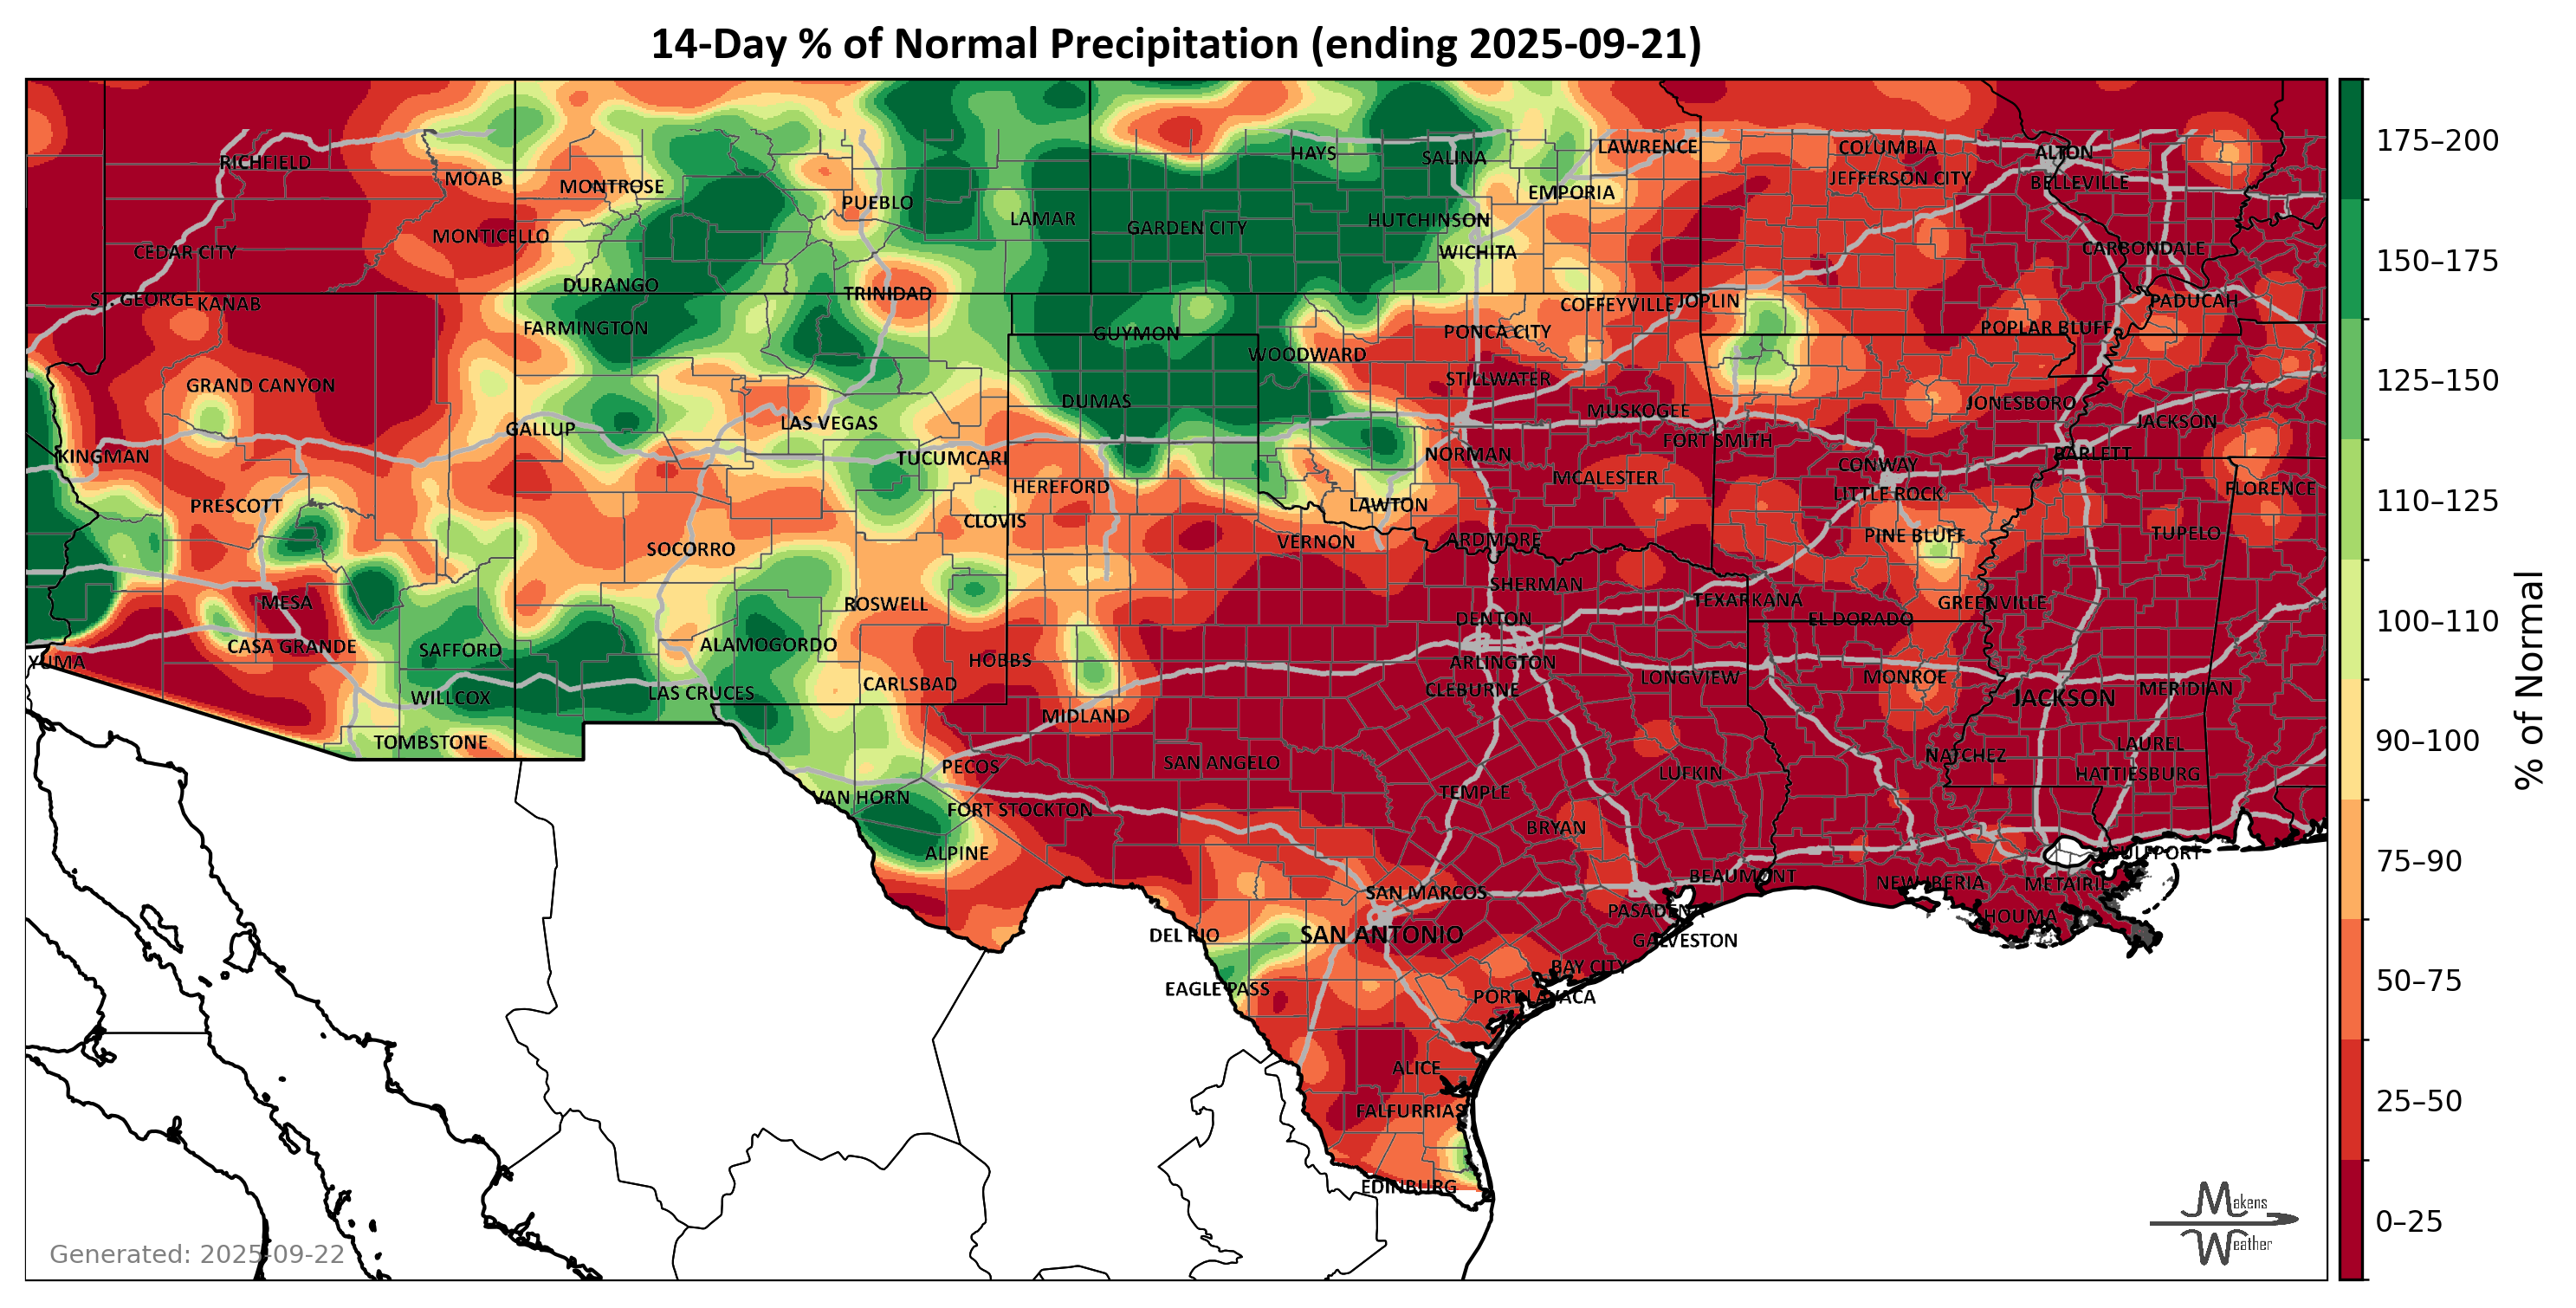 14-Day % of Normal Precipitation (ending 2025-09-21)
RICHFIELD
MOAB
MONTROSE
PUEBLO
LAMAR
HAYS
SALINA
LAWRENCE
COLUMBIA
ALTON
GARDEN CITY
HUTCHINSON
EMPORIA
JEFFERSON CITY
BELLEVILLE
CEDAR CITY
MONTICELLO
WICHITA
CARBONDALE
ST. GEORGE
KANAB
DURANGO
TRINIDAD
COFFEYVILLE
JOPLIN
PADUCAH
FARMINGTON
GUYMON
PONCA CITY
POPLAR BLUFF
WOODWARD
GRAND CANYON
DUMAS
STILLWATER
MUSKOGEE
JONESBORO
JACKSON
GALLUP
LAS VEGAS
FORT SMITH
KINGMAN
TUCUMCARI
NORMAN
CONWAY
BARLETT
PRESCOTT
HEREFORD
LAWTON
MCALESTER
LITTLE ROCK
FLORENCE
SOCORRO
CLOVIS
VERNON
ARDMORE
PINE BLUFF
TUPELO
MESA
ROSWELL
SHERMAN
TEXARKANA
GREENVILLE
CASA GRANDE
SAFFORD
ALAMOGORDO
DENTON
EL DORADO
YUMA
HOBBS
ARLINGTON
WILLCOX
LAS CRUCES
CARLSBAD
CLEBURNE
LONGVIEW
MONROE
JACKSON
MERIDIAN
TOMBSTONE
MIDLAND
NATCHEZ
LAUREL
PECOS
SAN ANGELO
LUFKIN
HATTIESBURG
VAN HORN
FORT STOCKTON
TEMPLE
ALPINE
BRYAN
GULFPORT
SAN MARCOS
BEAUMONT
NEW IBERIA
METAIRIE
DEL RIO
SAN ANTONIO
PASADENA
GALVESTON
HOUMA
EAGLE PASS
BAY CITY
PORT LAVACA
ALICE
FALFURRIAS
EDINBURG
175–200
150–175
125–150
110–125
100–110
90–100
75–90
50–75
25–50
0–25
% of Normal
Generated: 2025-09-22
Makens
Weather